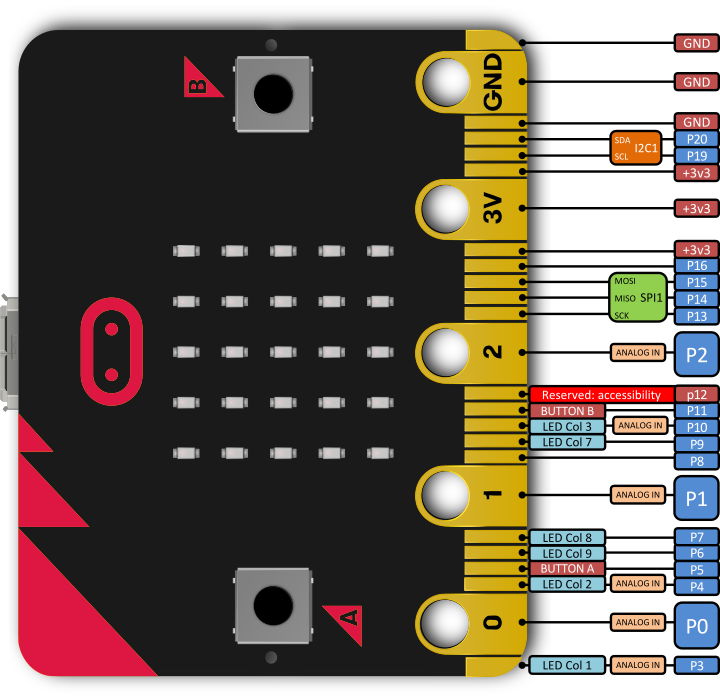 GND
B
GND
GND
GND
SDA I2C1 P20
SCL P19
+3v3
3V +3v3
+3v3
P16
MOSI P15
MISO SPI1 P14
SCK P13
2 ANALOG IN P2
Reserved: accessibility p12
BUTTON B P11
LED Col 3 ANALOG IN P10
LED Col 7 P9
P8
1 ANALOG IN P1
LED Col 8 P7
LED Col 9 P6
BUTTON A P5
LED Col 2 ANALOG IN P4
A
0 ANALOG IN P0
LED Col 1 ANALOG IN P3